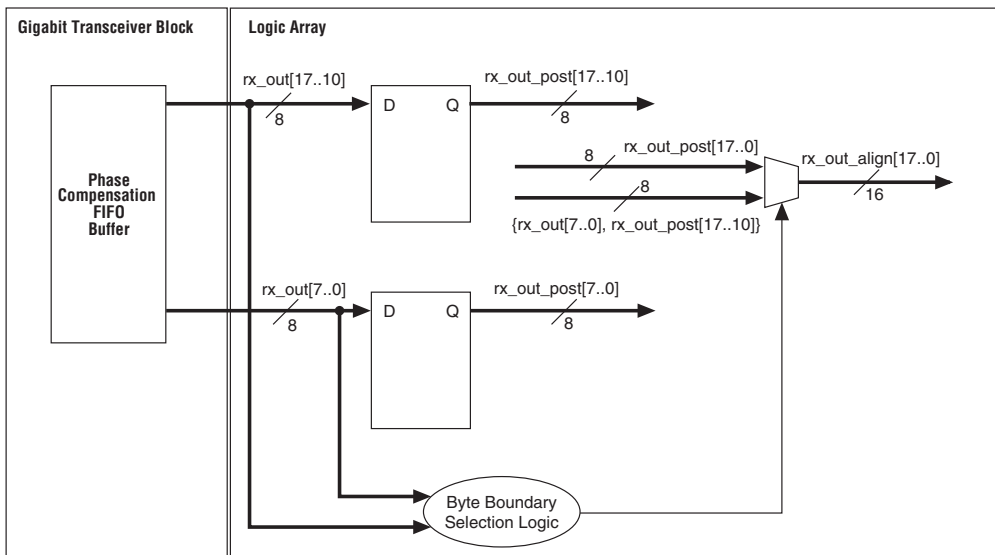 Gigabit Transceiver Block
Logic Array
Phase
Compensation
FIFO
Buffer
rx_out[17..10]
8
D
Q
rx_out_post[17..10]
8
8
rx_out_post[17..0]
8
{rx_out[7..0], rx_out_post[17..10]}
rx_out_align[17..0]
16
rx_out[7..0]
8
D
Q
rx_out_post[7..0]
8
Byte Boundary
Selection Logic